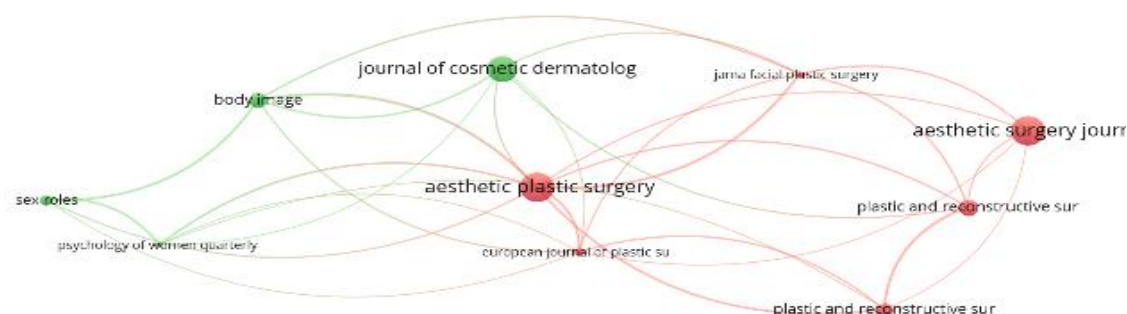 journal of cosmetic dermatolog
jama facial plastic surgery
body image
aesthetic surgery journ
aesthetic plastic surgery
sex roles
plastic and reconstructive sur
psychology of women quarterly
european journal of plastic su
plastic and reconstructive sur